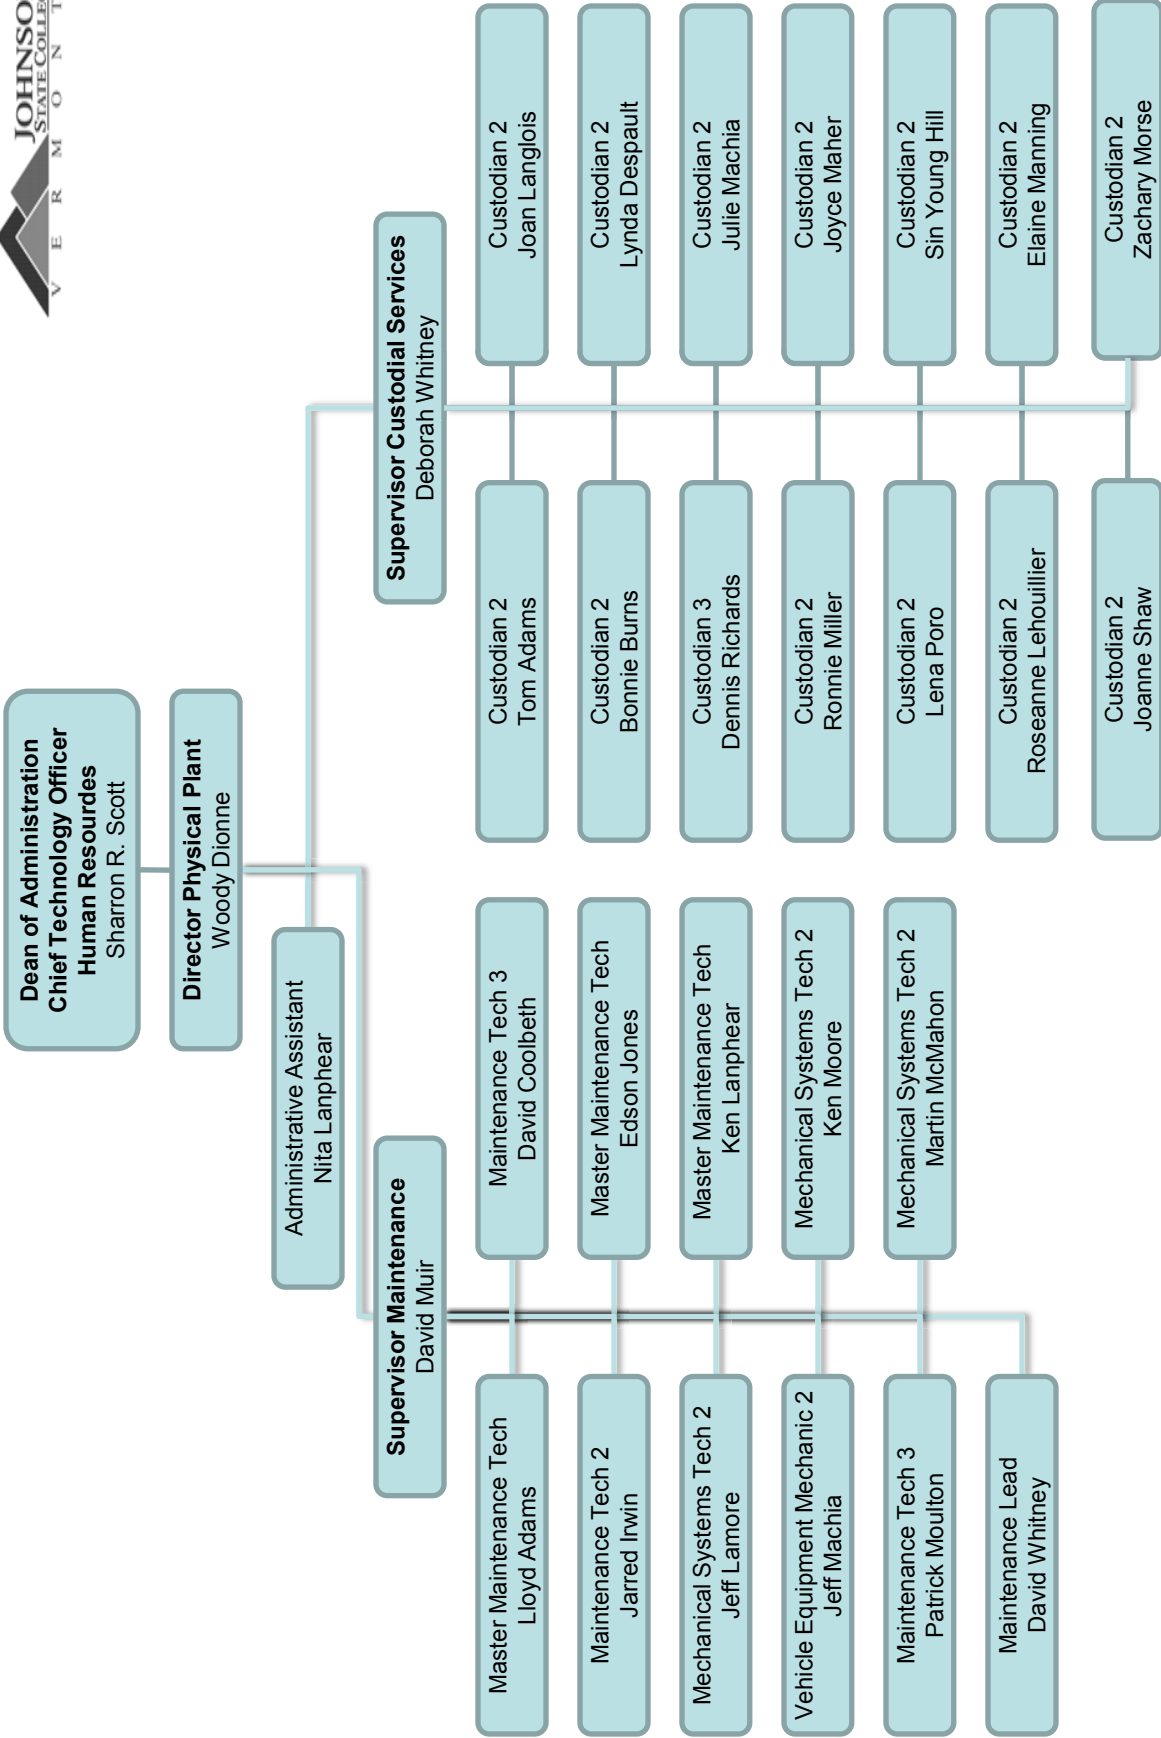 JOHNSO
STATE COLLEG
V E R M O N T
Dean of Administration
Chief Technology Officer
Human Resourdes
Sharron R. Scott
Director Physical Plant
Woody Dionne
Administrative Assistant
Nita Lanphear
Supervisor Maintenance
David Muir
Supervisor Custodial Services
Deborah Whitney
Master Maintenance Tech
Lloyd Adams
Maintenance Tech 3
David Coolbeth
Custodian 2
Tom Adams
Custodian 2
Joan Langlois
Maintenance Tech 2
Jarred Irwin
Master Maintenance Tech
Edson Jones
Custodian 2
Bonnie Burns
Custodian 2
Lynda Despault
Mechanical Systems Tech 2
Jeff Lamore
Master Maintenance Tech
Ken Lanphear
Custodian 3
Dennis Richards
Custodian 2
Julie Machia
Vehicle Equipment Mechanic 2
Jeff Machia
Mechanical Systems Tech 2
Ken Moore
Custodian 2
Ronnie Miller
Custodian 2
Joyce Maher
Maintenance Tech 3
Patrick Moulton
Mechanical Systems Tech 2
Martin McMahon
Custodian 2
Lena Poro
Custodian 2
Sin Young Hill
Maintenance Lead
David Whitney
Custodian 2
Roseanne Lehouillier
Custodian 2
Elaine Manning
Custodian 2
Joanne Shaw
Custodian 2
Zachary Morse